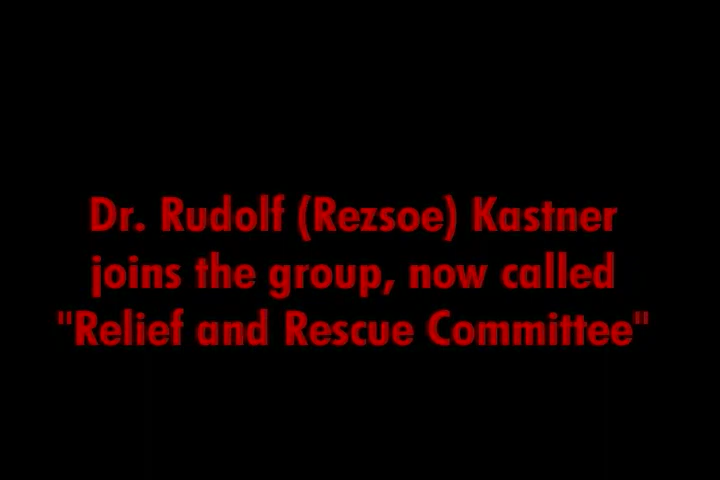 Dr. Rudolf (Rezsoe) Kastner
joins the group, now called
"Relief and Rescue Committee"